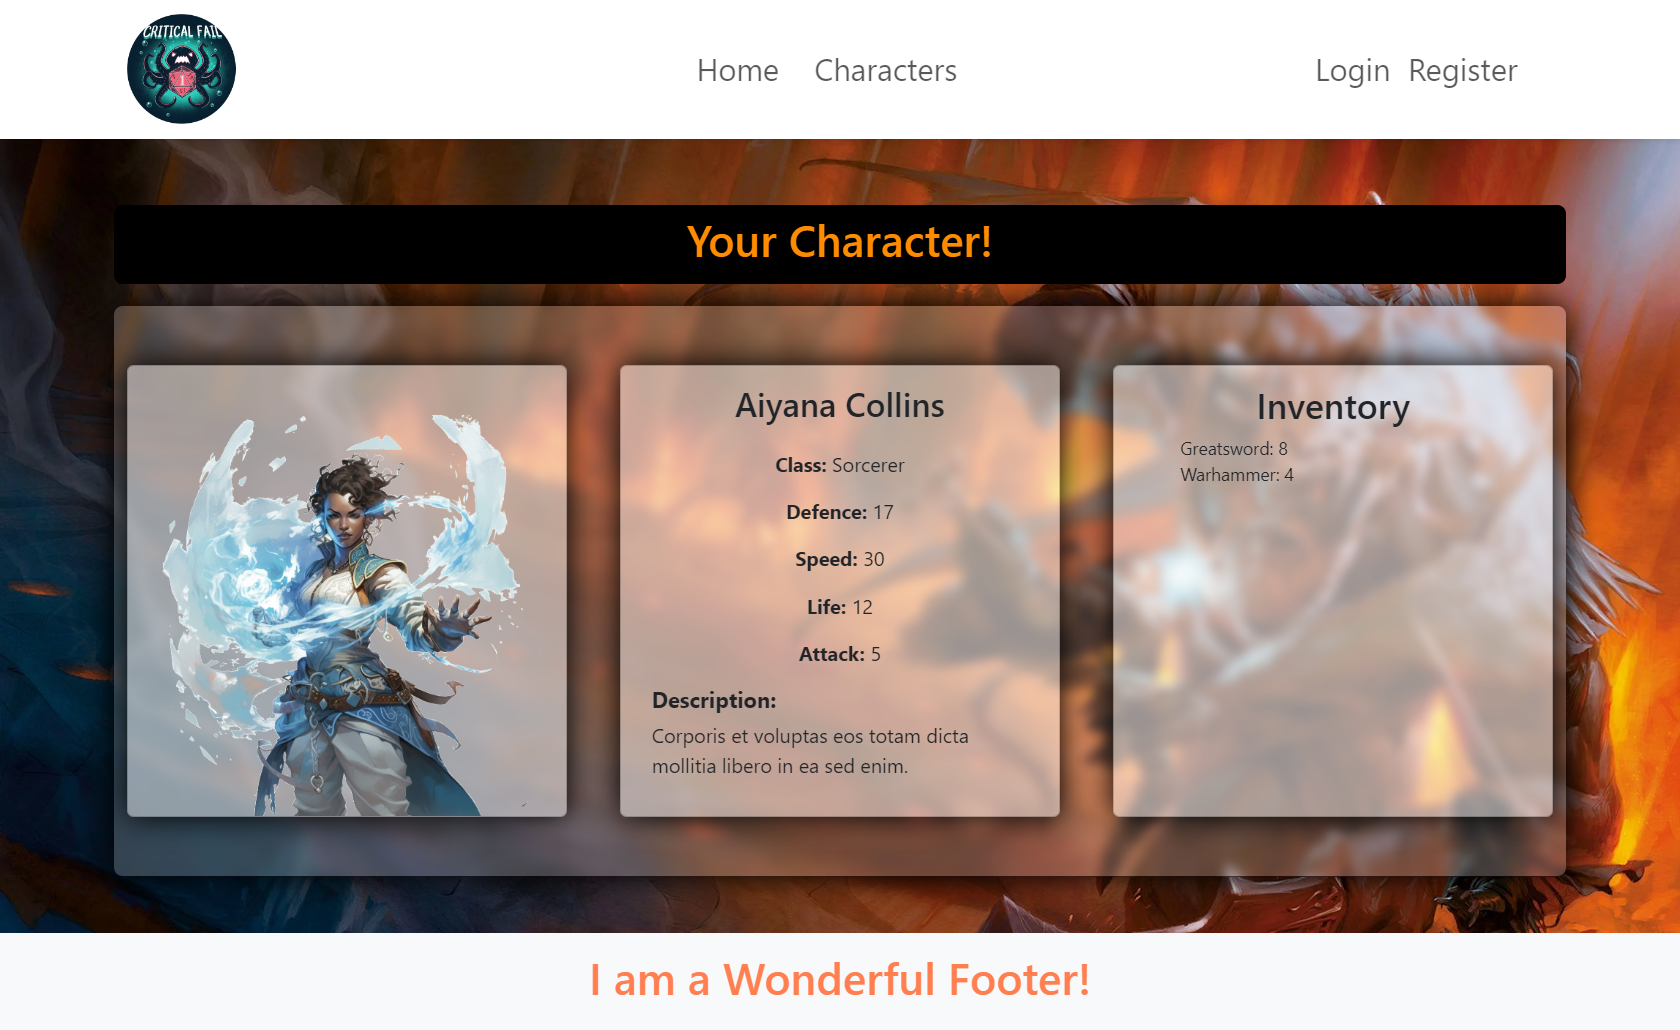 CRITICAL FAIL
1
Home Characters
Login Register
Your Character!
Aiyana Collins
Class: Sorcerer
Defence: 17
Speed: 30
Life: 12
Attack: 5
Description:
Corporis et voluptas eos totam dicta
mollitia libero in ea sed enim.
Inventory
Greatsword: 8
Warhammer: 4
I am a Wonderful Footer!